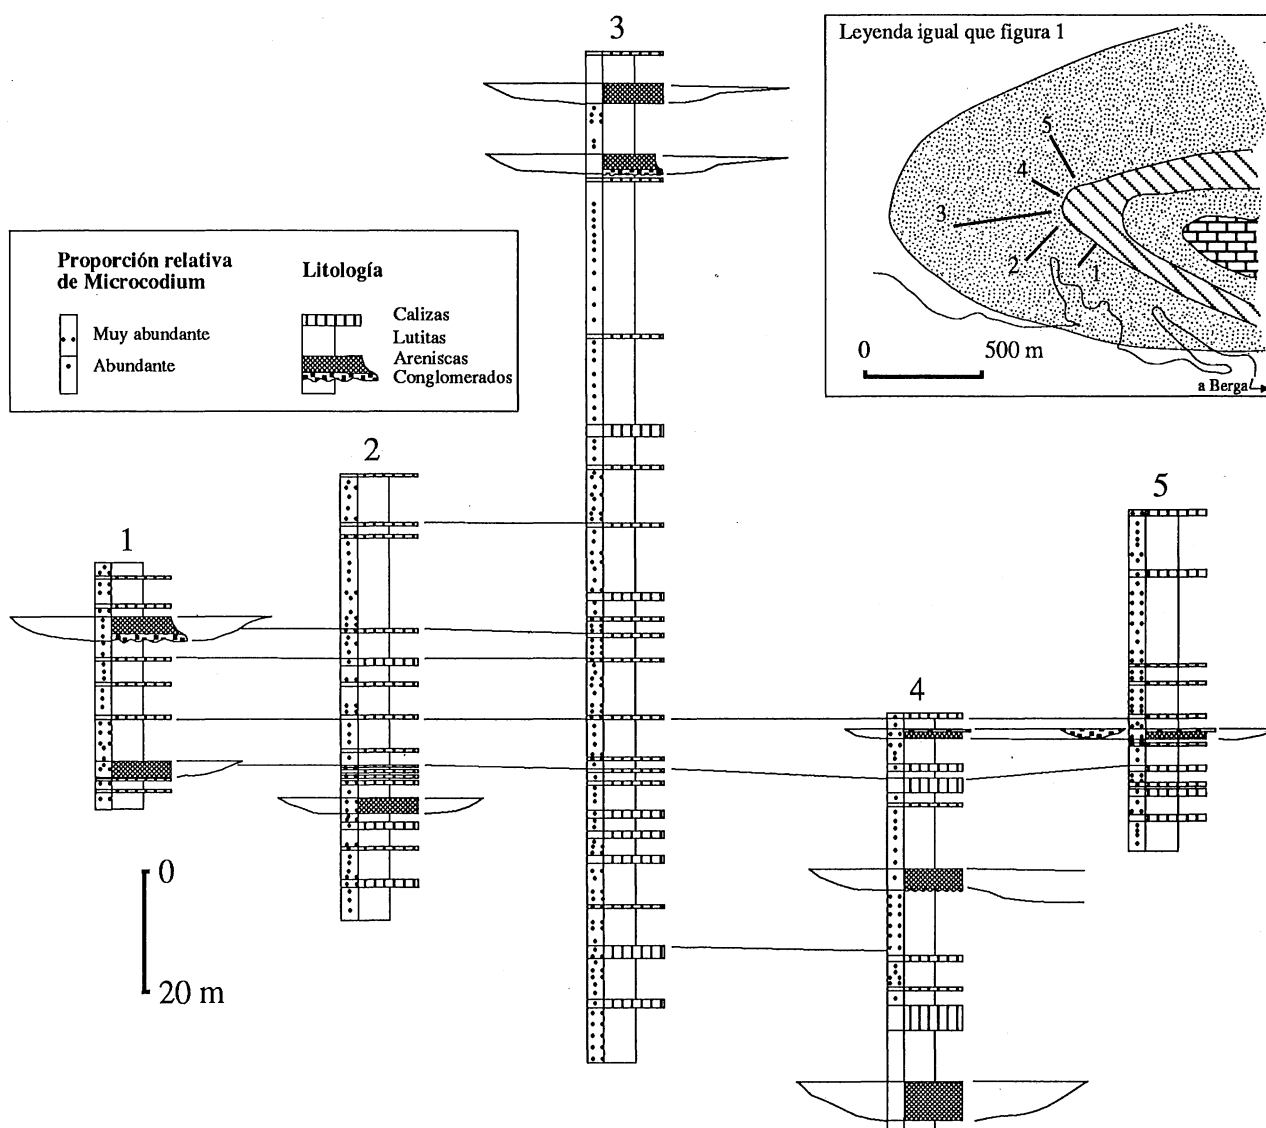 3
Leyenda igual que figura 1
5
4
3
2
1
0
500 m
a Berga
Proporción relativa
de Microcodium
Muy abundante
Abundante
Litología
Calizas
Lutitas
Areniscas
Conglomerados
2
5
1
4
0
20 m